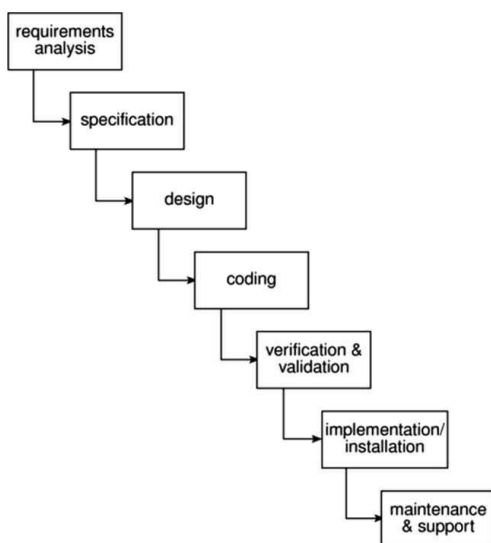 requirements
analysis
specification
design
coding
verification &
validation
implementation/
installation
maintenance
& support